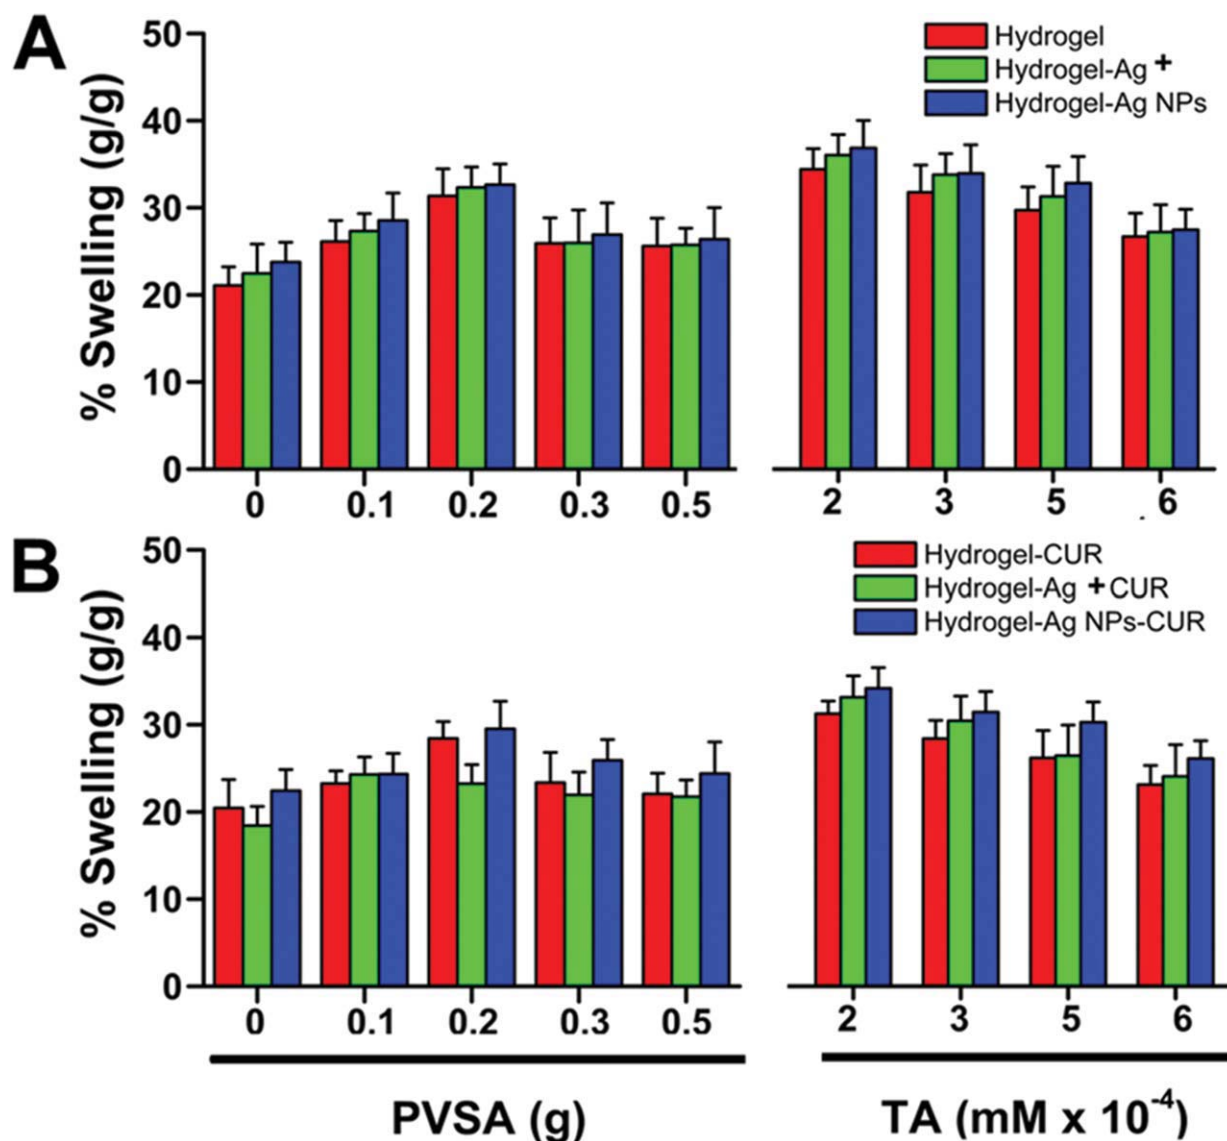 A
% Swelling (g/g)
50
40
30
20
10
0
Hydrogel
Hydrogel-Ag +
Hydrogel-Ag NPs
0 0.1 0.2 0.3 0.5 2 3 5 6
B
% Swelling (g/g)
50
40
30
20
10
0
Hydrogel-CUR
Hydrogel-Ag +CUR
Hydrogel-Ag NPs-CUR
0 0.1 0.2 0.3 0.5 2 3 5 6
PVSA (g) TA (mM x 10⁻⁴)